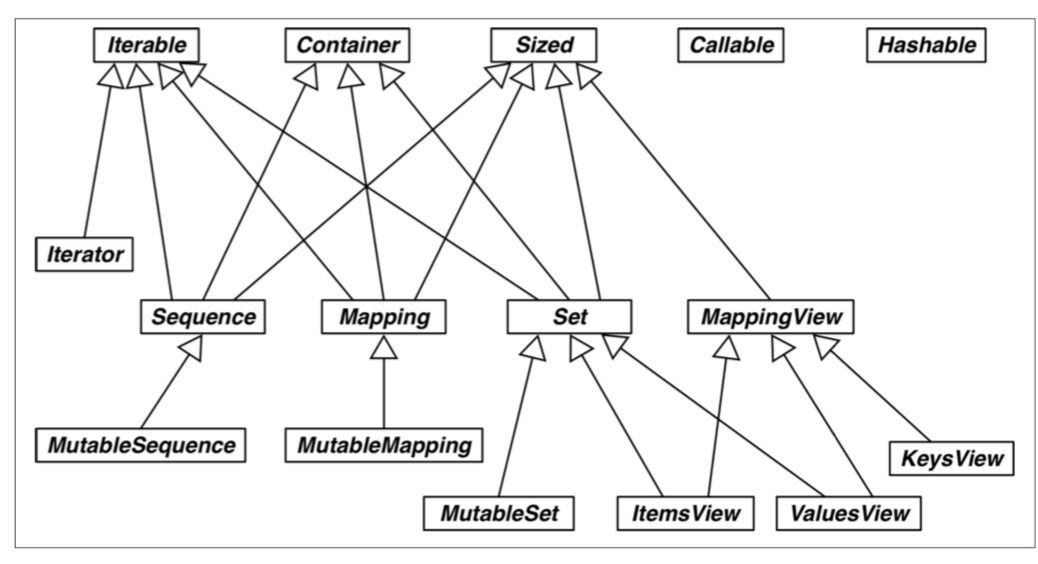 Iterable
Container
Sized
Callable
Hashable
Iterator
Sequence
Mapping
Set
MappingView
MutableSequence
MutableMapping
KeysView
MutableSet
ItemsView
ValuesView